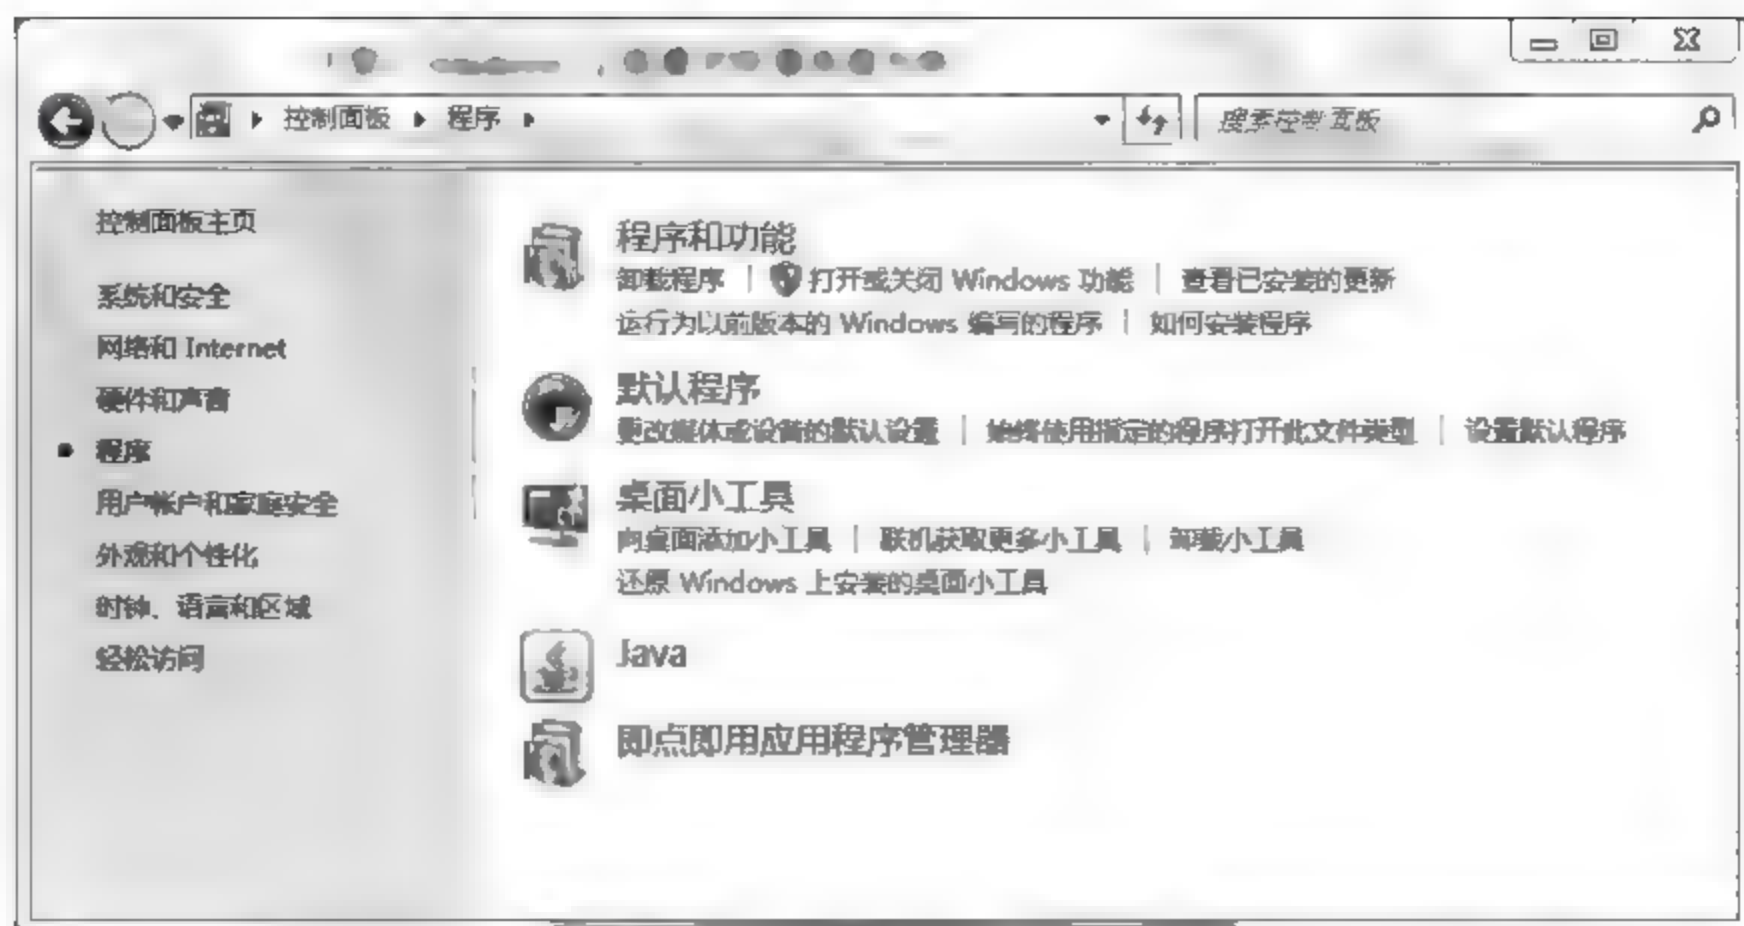 控制面板 程序
搜索控制面板
控制面板主页
系统和安全
网络和 Internet
硬件和声音
程序
用户帐户和家庭安全
外观和个性化
时钟、语言和区域
轻松访问
程序和功能
卸载程序 | 打开或关闭 Windows 功能 | 查看已安装的更新
运行为以前版本的 Windows 编写的程序 | 如何安装程序
默认程序
更改媒体或设备的默认设置 | 始终使用指定的程序打开此文件类型 | 设置默认程序
桌面小工具
向桌面添加小工具 | 联机获取更多小工具 | 卸载小工具
还原 Windows 上安装的桌面小工具
Java
即点即用应用程序管理器